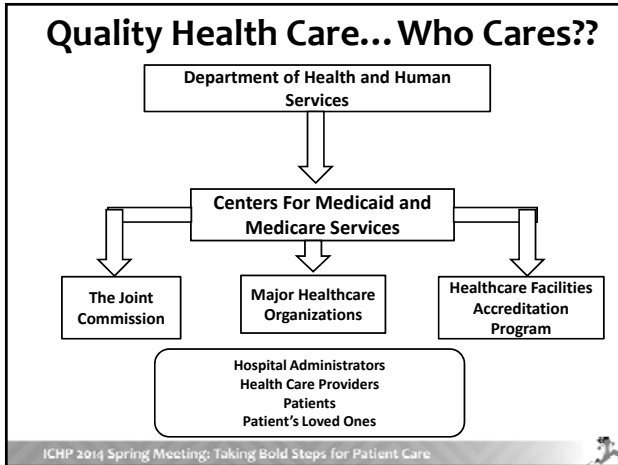 Quality Health Care... Who Cares??
Department of Health and Human
Services
Centers For Medicaid and
Medicare Services
The Joint
Commission
Major Healthcare
Organizations
Healthcare Facilities
Accreditation
Program
Hospital Administrators
Health Care Providers
Patients
Patient's Loved Ones
ICHP 2014 Spring Meeting: Taking Bold Steps for Patient Care